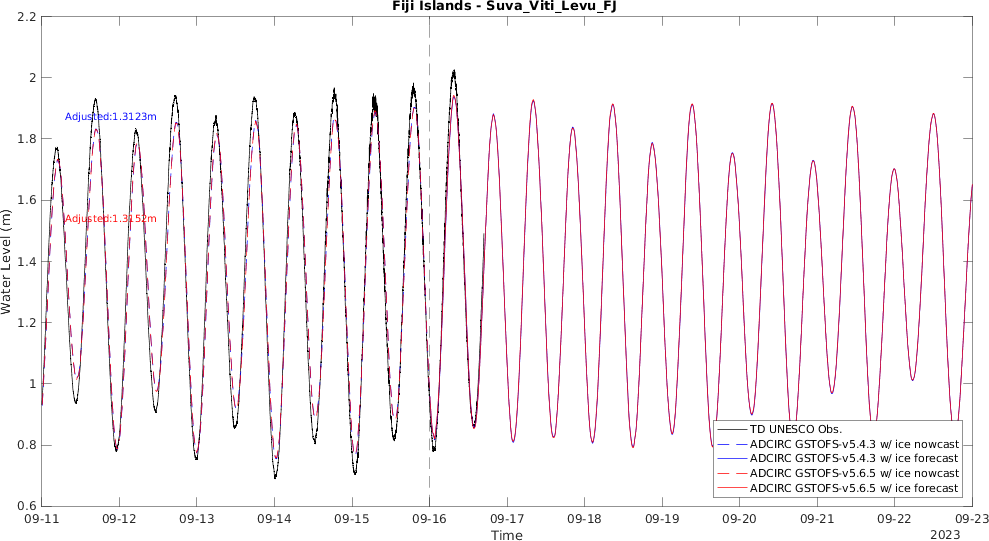 Fiji Islands - Suva_Viti_Levu_FJ
2.2
2
1.8
1.6
1.4
1.2
1
0.8
0.6
Water Level (m)
Adjusted:1.3123m
Adjusted:1.3152m
TD UNESCO Obs.
ADCIRC GSTOFS-v5.4.3 w/ ice nowcast
ADCIRC GSTOFS-v5.4.3 w/ ice forecast
ADCIRC GSTOFS-v5.6.5 w/ ice nowcast
ADCIRC GSTOFS-v5.6.5 w/ ice forecast
09-11 09-12 09-13 09-14 09-15 09-16 09-17 09-18 09-19 09-20 09-21 09-22 09-23
Time
2023